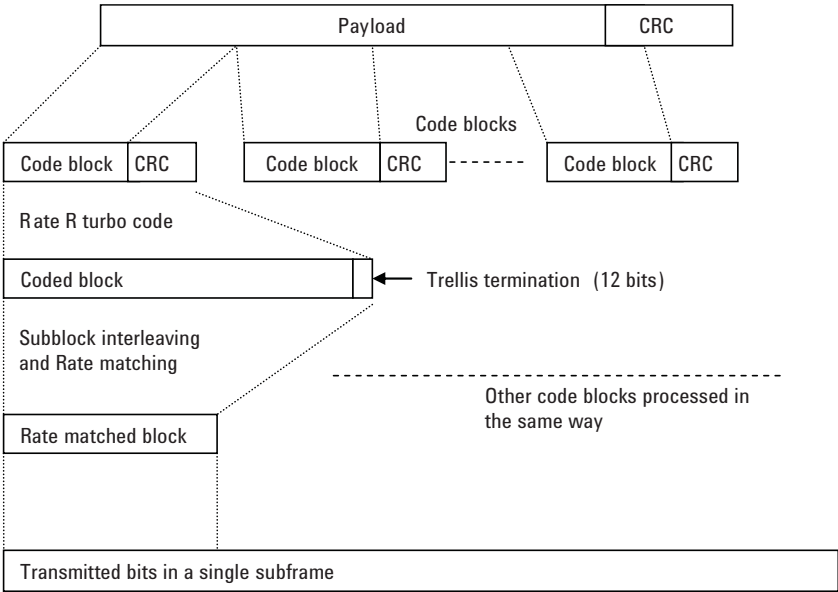 Payload CRC
Code blocks
Code block CRC Code block CRC Code block CRC
Rate R turbo code
Coded block
Trellis termination (12 bits)
Subblock interleaving
and Rate matching
Other code blocks processed in
the same way
Rate matched block
Transmitted bits in a single subframe